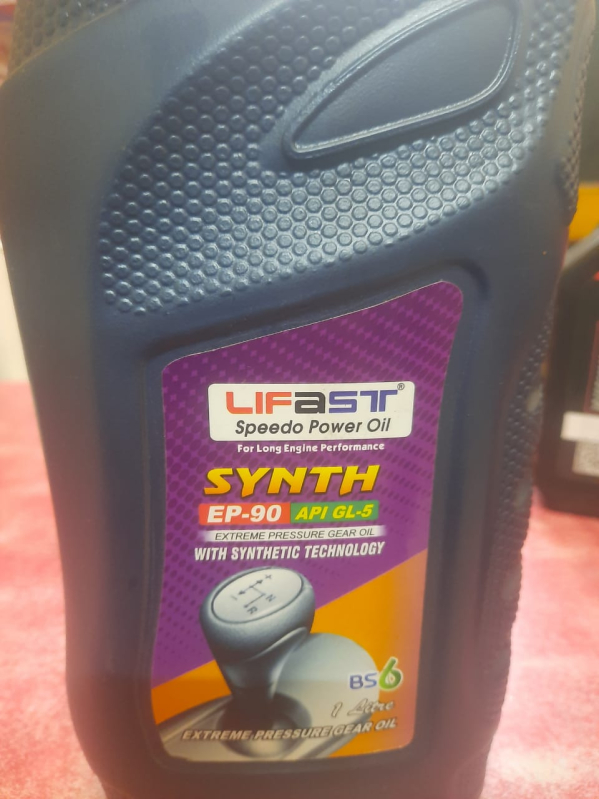 LIFaST®
Speedo Power Oil
For Long Engine Performance
SYNTH
EP-90 API GL-5
EXTREME PRESSURE GEAR OIL
WITH SYNTHETIC TECHNOLOGY
BS6
1 Litre
EXTREME PRESSURE GEAR OIL